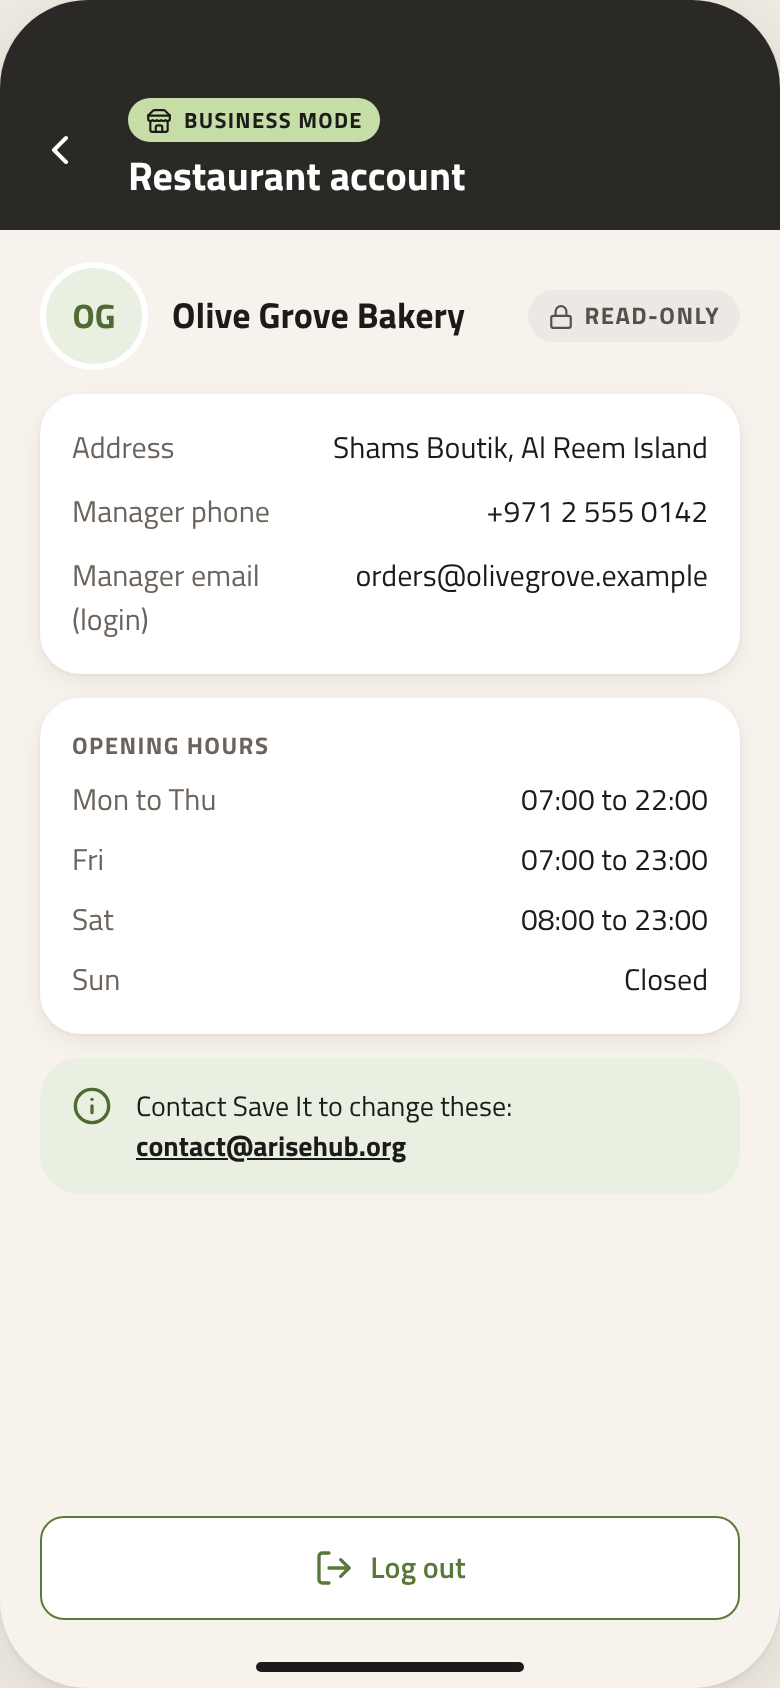 BUSINESS MODE
Restaurant account
OG
Olive Grove Bakery
READ-ONLY
Address
Shams Boutik, Al Reem Island
Manager phone
+971 2 555 0142
Manager email
(login)
orders@olivegrove.example
OPENING HOURS
Mon to Thu
07:00 to 22:00
Fri
07:00 to 23:00
Sat
08:00 to 23:00
Sun
Closed
Contact Save It to change these:
contact@arisehub.org
Log out